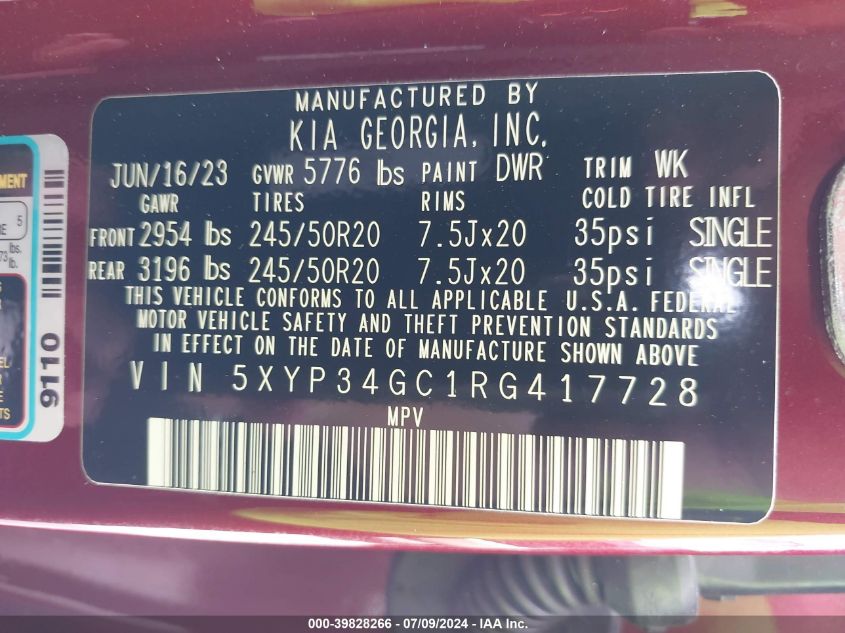 MANUFACTURED BY
KIA GEORGIA, INC.
JUN/16/23 GVWR 5776 lbs PAINT DWR TRIM WK
GAWR TIRES RIMS COLD TIRE INFL
FRONT 2954 lbs 245/50R20 7.5Jx20 35psi SINGLE
REAR 3196 lbs 245/50R20 7.5Jx20 35psi SINGLE
THIS VEHICLE CONFORMS TO ALL APPLICABLE U.S.A. FEDERAL
MOTOR VEHICLE SAFETY AND THEFT PREVENTION STANDARDS
IN EFFECT ON THE DATE OF MANUFACTURE SHOWN ABOVE
VIN 5XYP34GC1RG417728
MPV
5
lbs.
lb.
9110
000-39828266 - 07/09/2024 - IAA Inc.